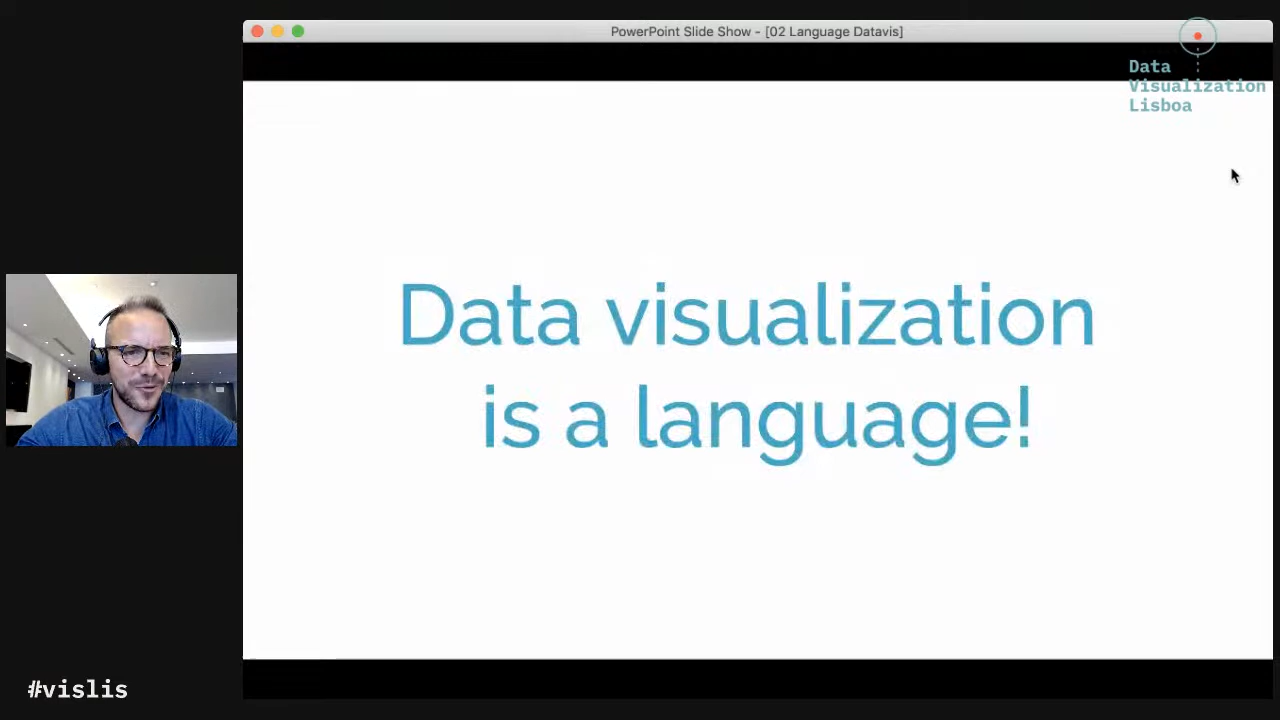 PowerPoint Slide Show - [02 Language Datavis]
Data
Visualization
Lisboa
Data visualization
is a language!
#vislis